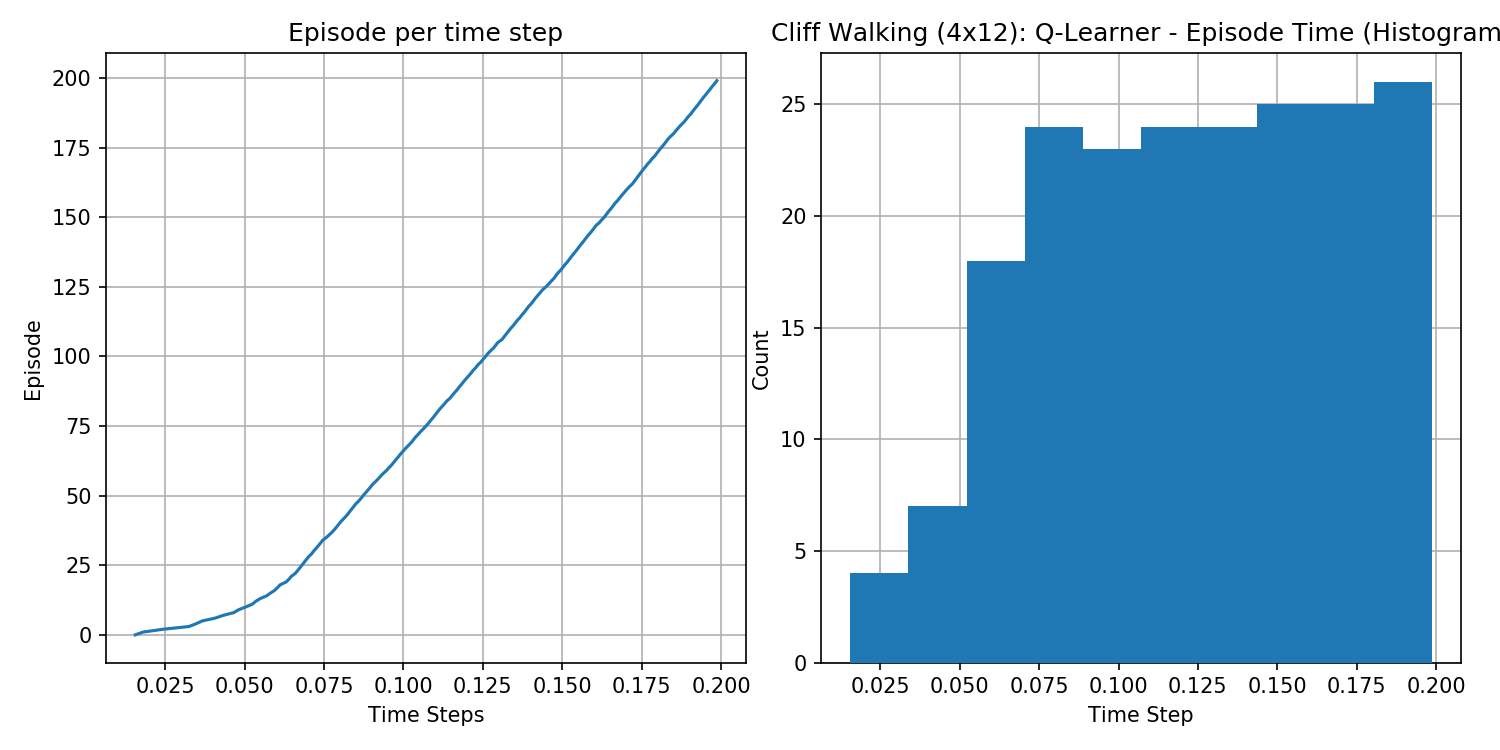 Episode per time step
Episode
200
175
150
125
100
75
50
25
0
0.025 0.050 0.075 0.100 0.125 0.150 0.175 0.200
Time Steps
Cliff Walking (4x12): Q-Learner - Episode Time (Histogram
Count
25
20
15
10
5
0
0.025 0.050 0.075 0.100 0.125 0.150 0.175 0.200
Time Step